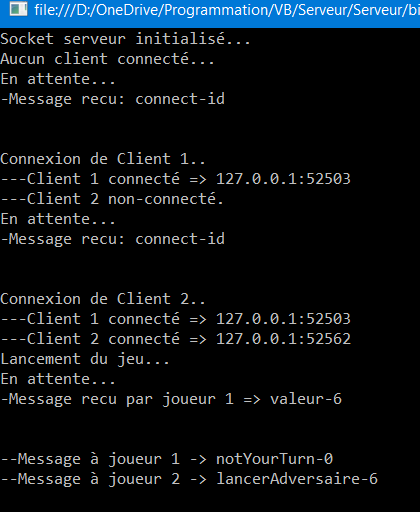 file:///D:/OneDrive/Programmation/VB/Serveur/Serveur/bi
Socket serveur initialisé...
Aucun client connecté...
En attente...
-Message recu: connect-id
Connexion de Client 1..
---Client 1 connecté => 127.0.0.1:52503
---Client 2 non-connecté.
En attente...
-Message recu: connect-id
Connexion de Client 2..
---Client 1 connecté => 127.0.0.1:52503
---Client 2 connecté => 127.0.0.1:52562
Lancement du jeu...
En attente...
-Message recu par joueur 1 => valeur-6
--Message à joueur 1 -> notYourTurn-0
--Message à joueur 2 -> lancerAdversaire-6